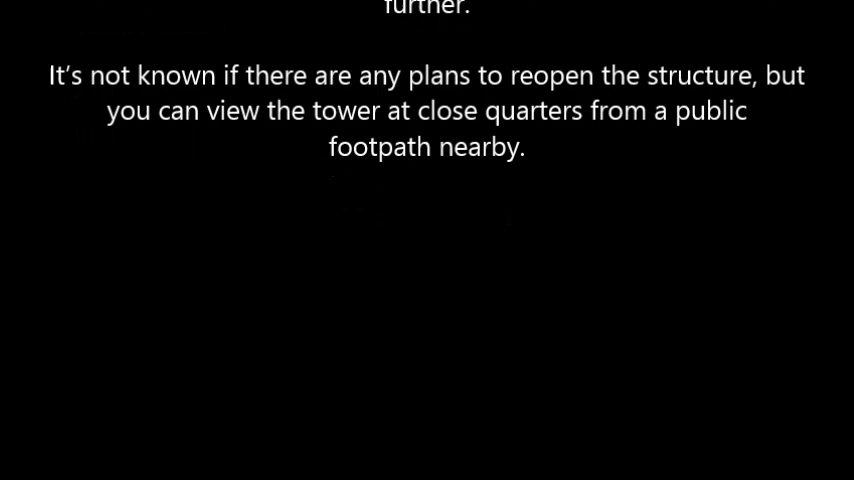 further.
It’s not known if there are any plans to reopen the structure, but
you can view the tower at close quarters from a public
footpath nearby.